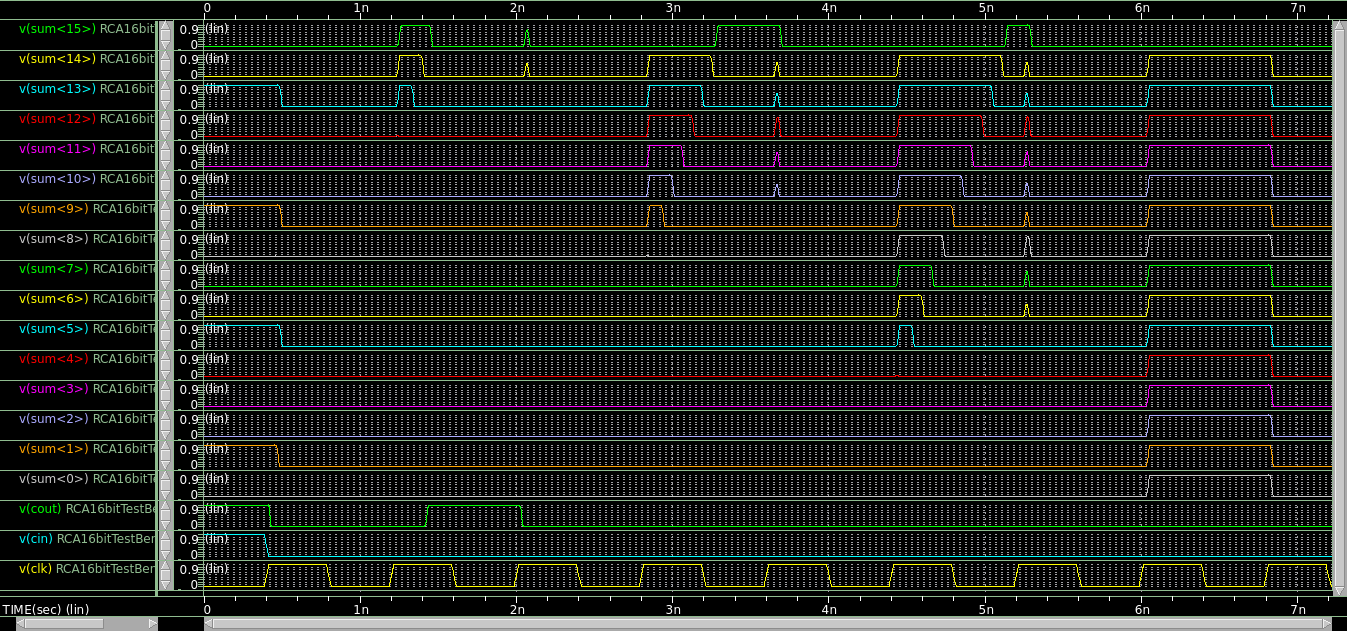 0 1n 2n 3n 4n 5n 6n 7n
v(sum<15>) RCA16bit 0.9 (lin)
0
v(sum<14>) RCA16bit 0.9 (lin)
0
v(sum<13>) RCA16bit 0.9 (lin)
0
v(sum<12>) RCA16bit 0.9 (lin)
0
v(sum<11>) RCA16bit 0.9 (lin)
0
v(sum<10>) RCA16bit 0.9 (lin)
0
v(sum<9>) RCA16bitT 0.9 (lin)
0
v(sum<8>) RCA16bitT 0.9 (lin)
0
v(sum<7>) RCA16bitT 0.9 (lin)
0
v(sum<6>) RCA16bitT 0.9 (lin)
0
v(sum<5>) RCA16bitT 0.9 (lin)
0
v(sum<4>) RCA16bitT 0.9 (lin)
0
v(sum<3>) RCA16bitT 0.9 (lin)
0
v(sum<2>) RCA16bitT 0.9 (lin)
0
v(sum<1>) RCA16bitT 0.9 (lin)
0
v(sum<0>) RCA16bitT 0.9 (lin)
0
v(cout) RCA16bitTestBe 0.9 (lin)
0
v(cin) RCA16bitTestBer 0.9 (lin)
0
v(clk) RCA16bitTestBer 0.9 (lin)
0
TIME(sec) (lin) 0 1n 2n 3n 4n 5n 6n 7n